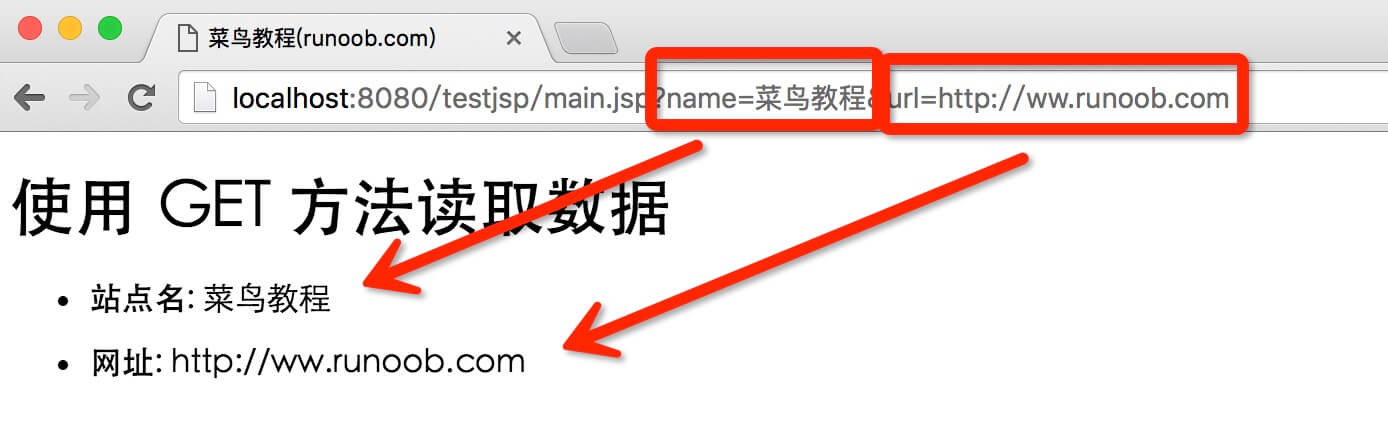 菜鸟教程(runoob.com)
localhost:8080/testjsp/main.jsp?name=菜鸟教程&url=http://ww.runoob.com
使用 GET 方法读取数据
• 站点名: 菜鸟教程
• 网址: http://ww.runoob.com